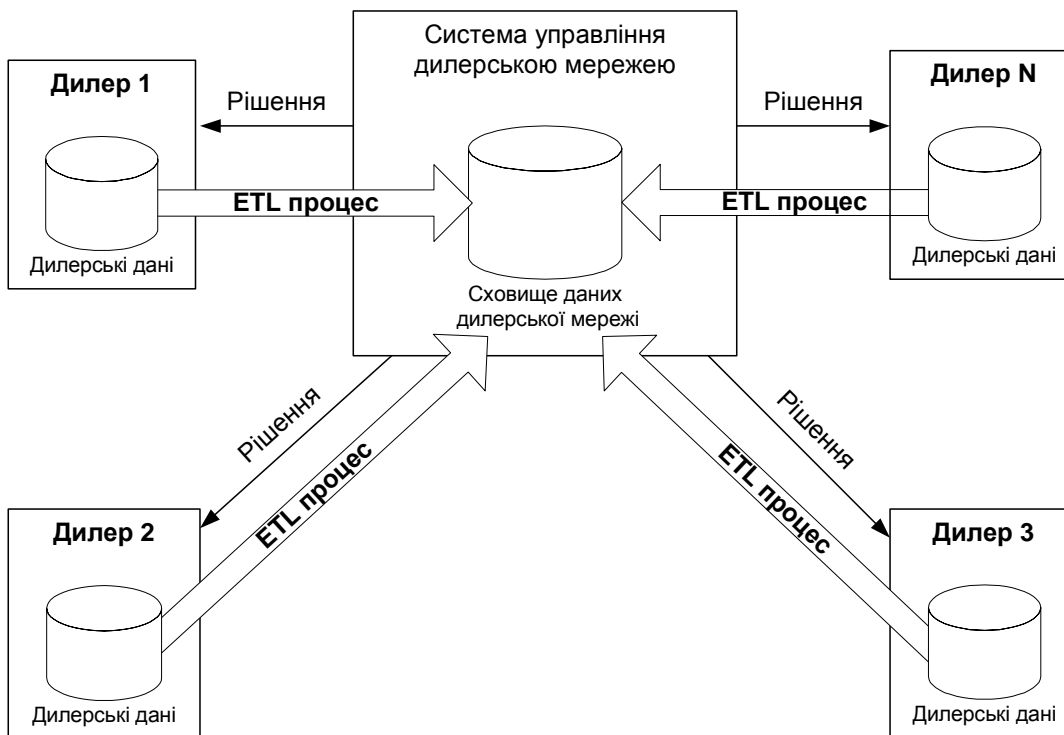 Система управління
дилерською мережею
Дилер 1
Рішення
Рішення
Дилер N
ETL процес
ETL процес
Дилерські дані
Дилерські дані
Сховище даних
дилерської мережі
Рішення
Рішення
ETL процес
ETL процес
Дилер 2
Дилер 3
Дилерські дані
Дилерські дані